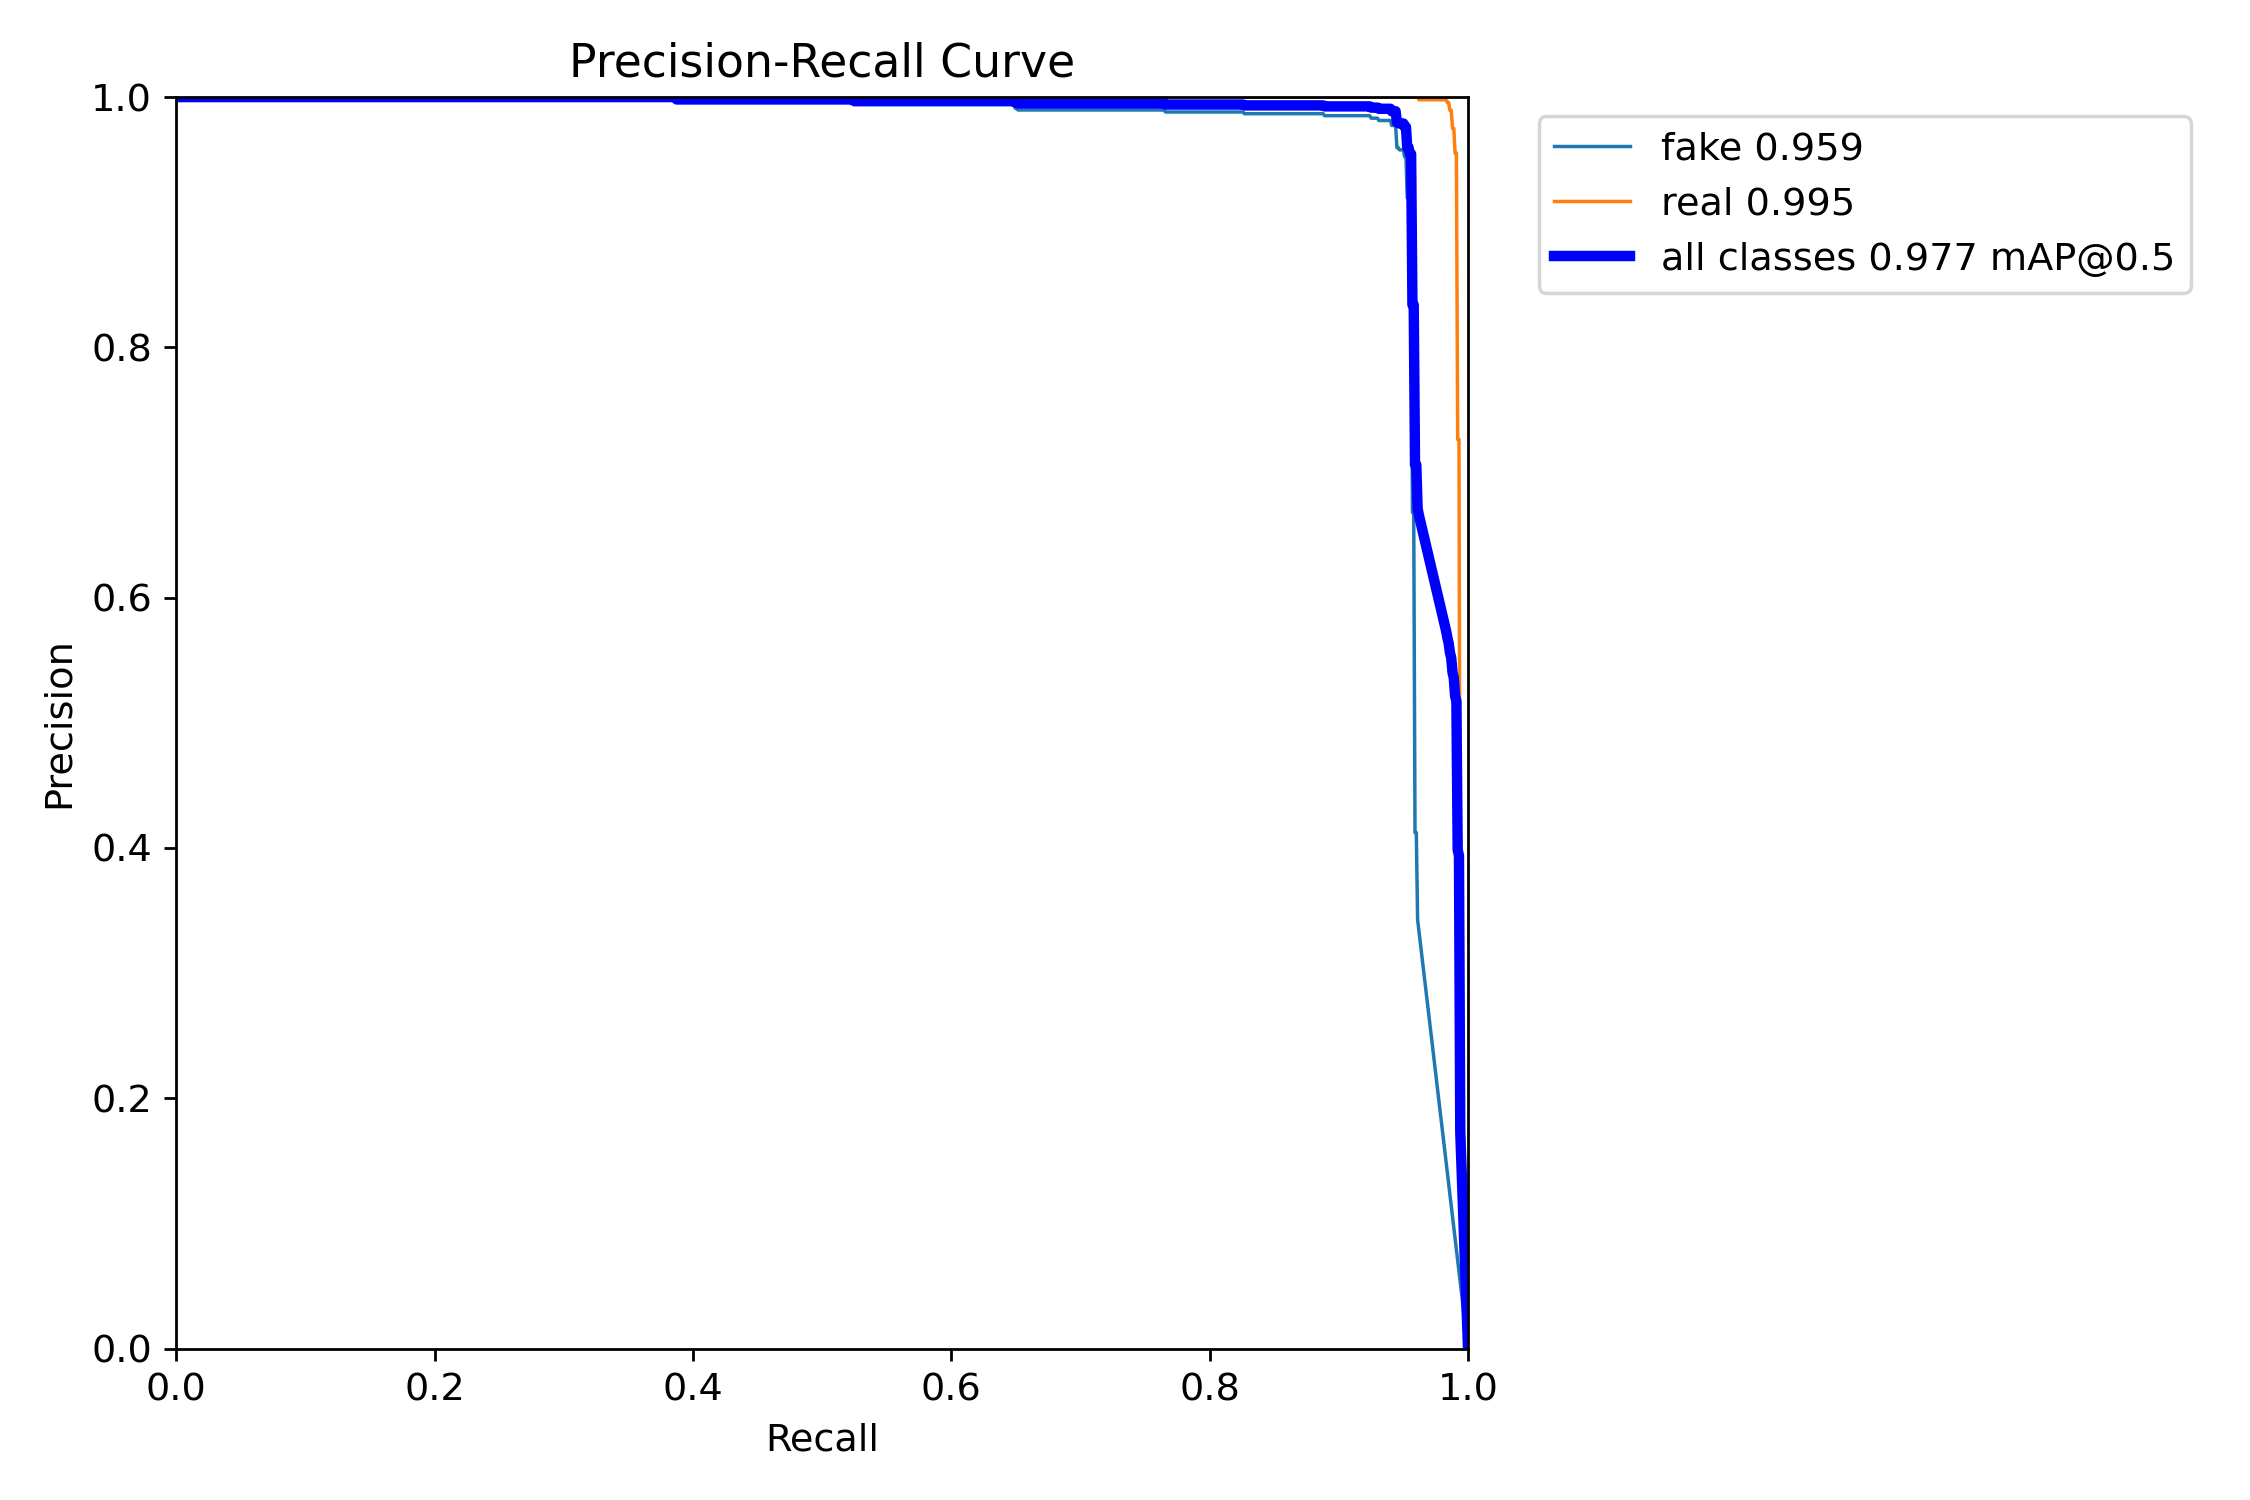 Precision-Recall Curve
fake 0.959
real 0.995
all classes 0.977 mAP@0.5
1.0
0.8
0.6
0.4
0.2
0.0
Precision
0.0 0.2 0.4 0.6 0.8 1.0
Recall